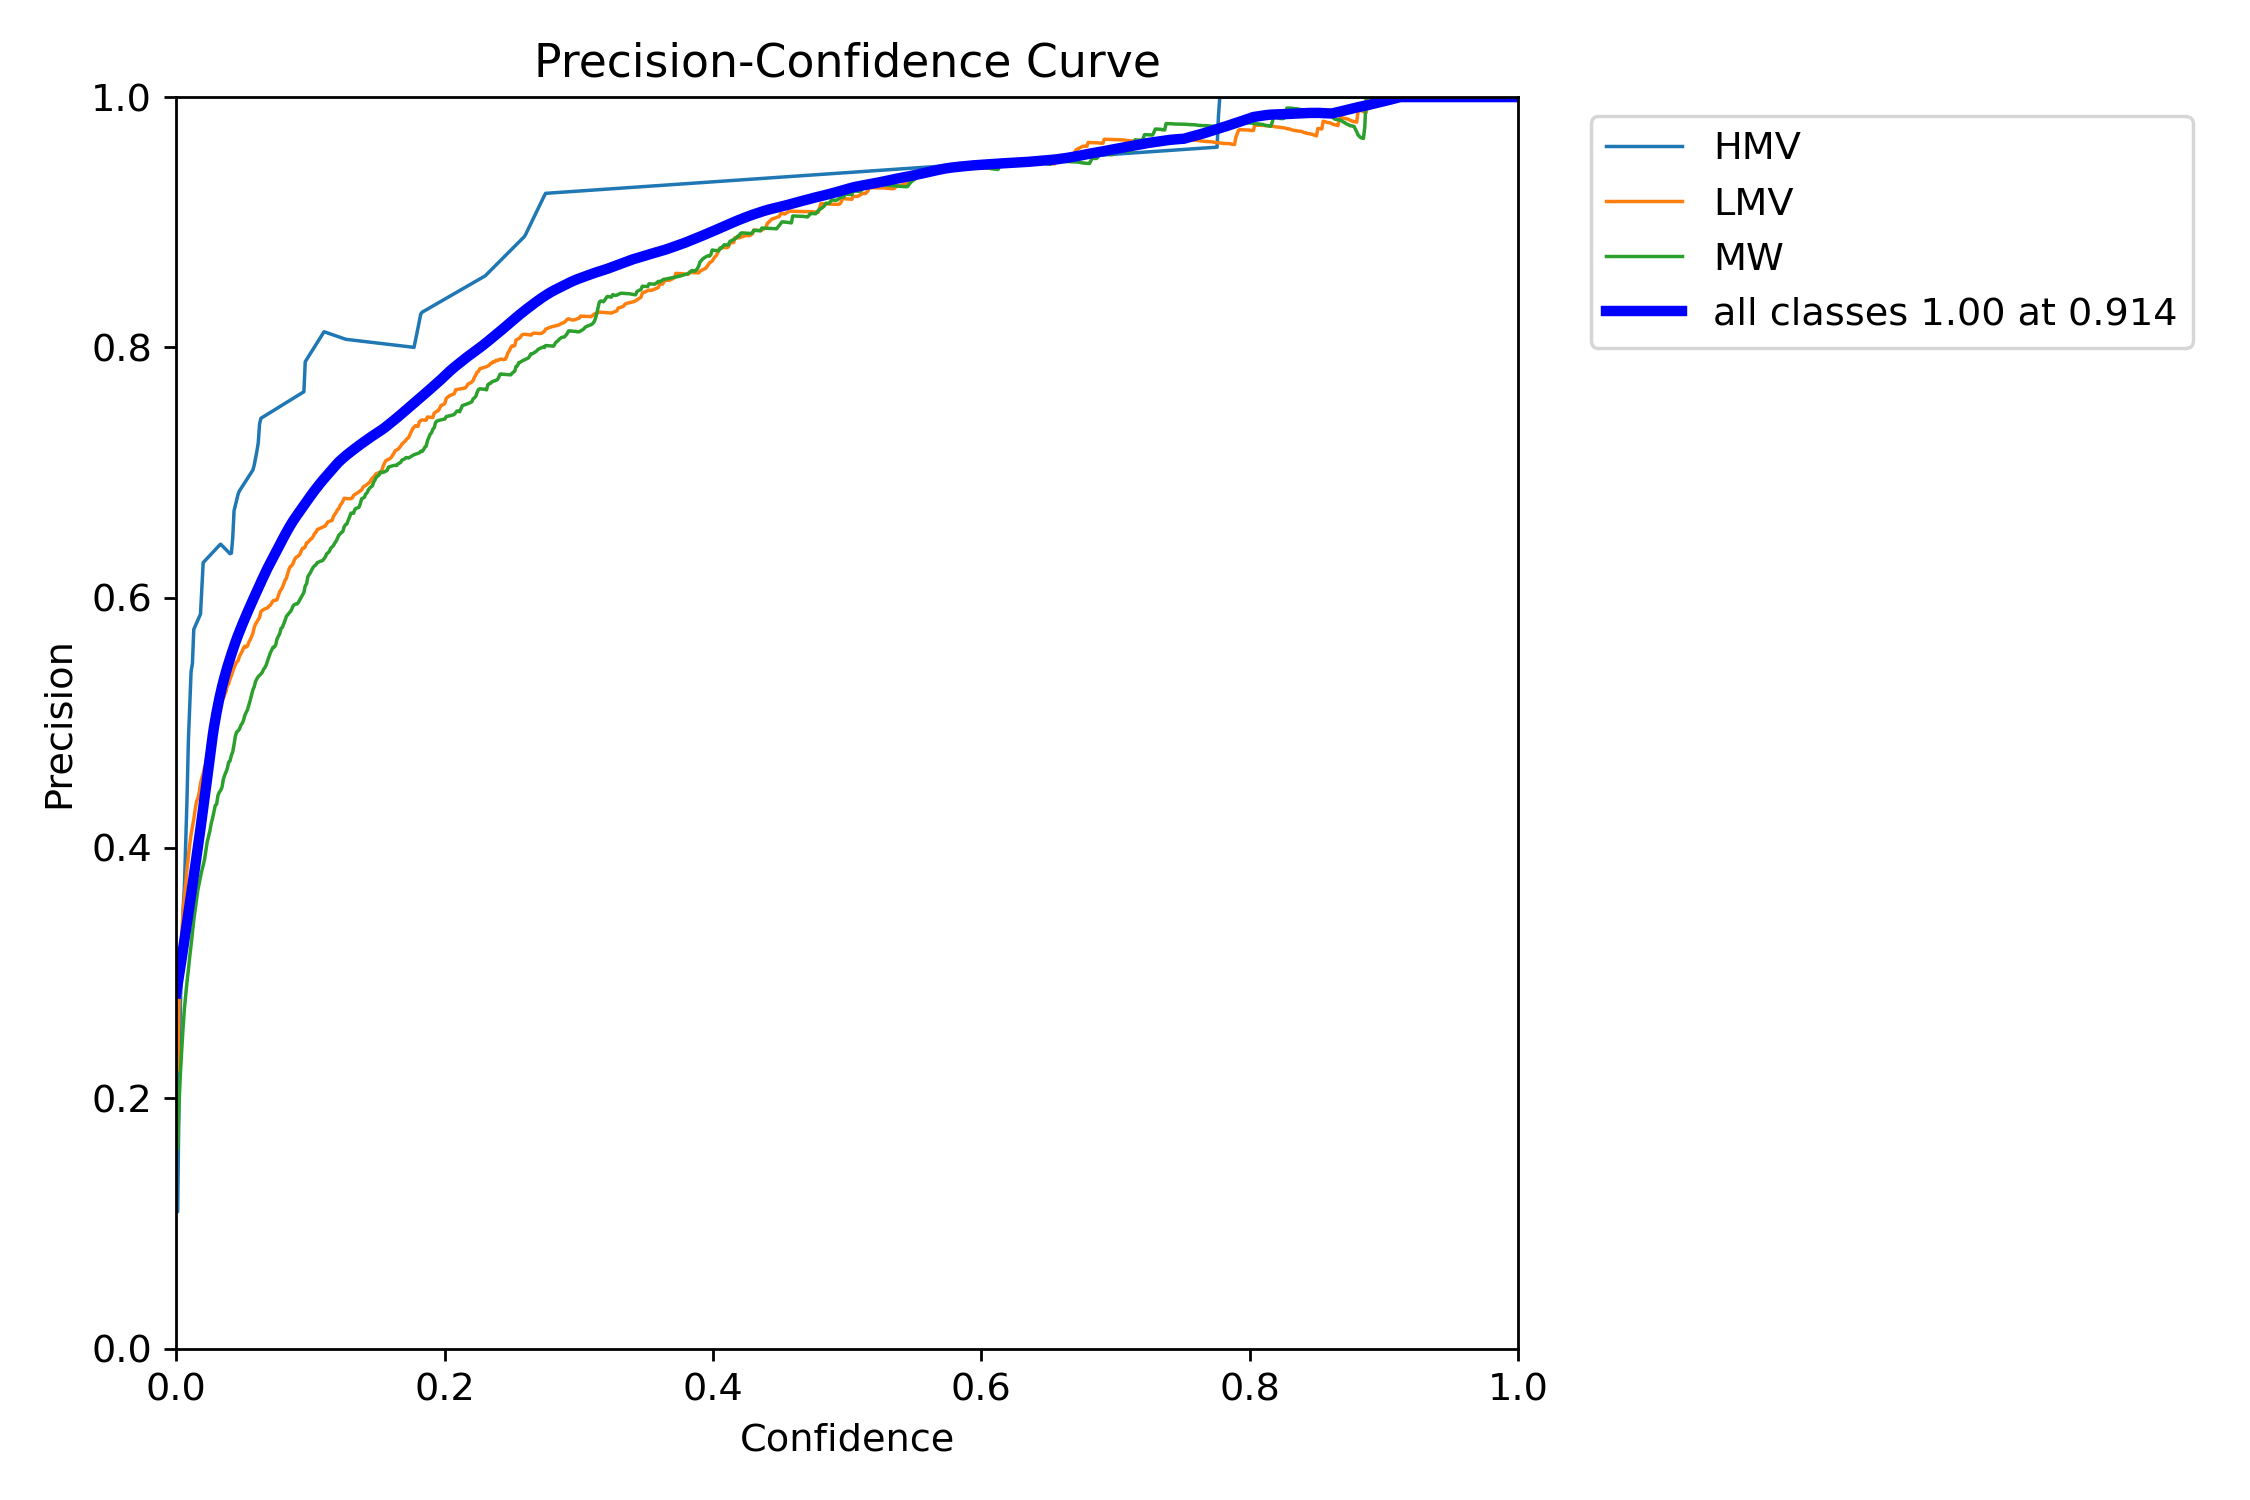 Precision-Confidence Curve
1.0
0.8
0.6
0.4
0.2
0.0
Precision
0.0 0.2 0.4 0.6 0.8 1.0
Confidence
HMV
LMV
MW
all classes 1.00 at 0.914